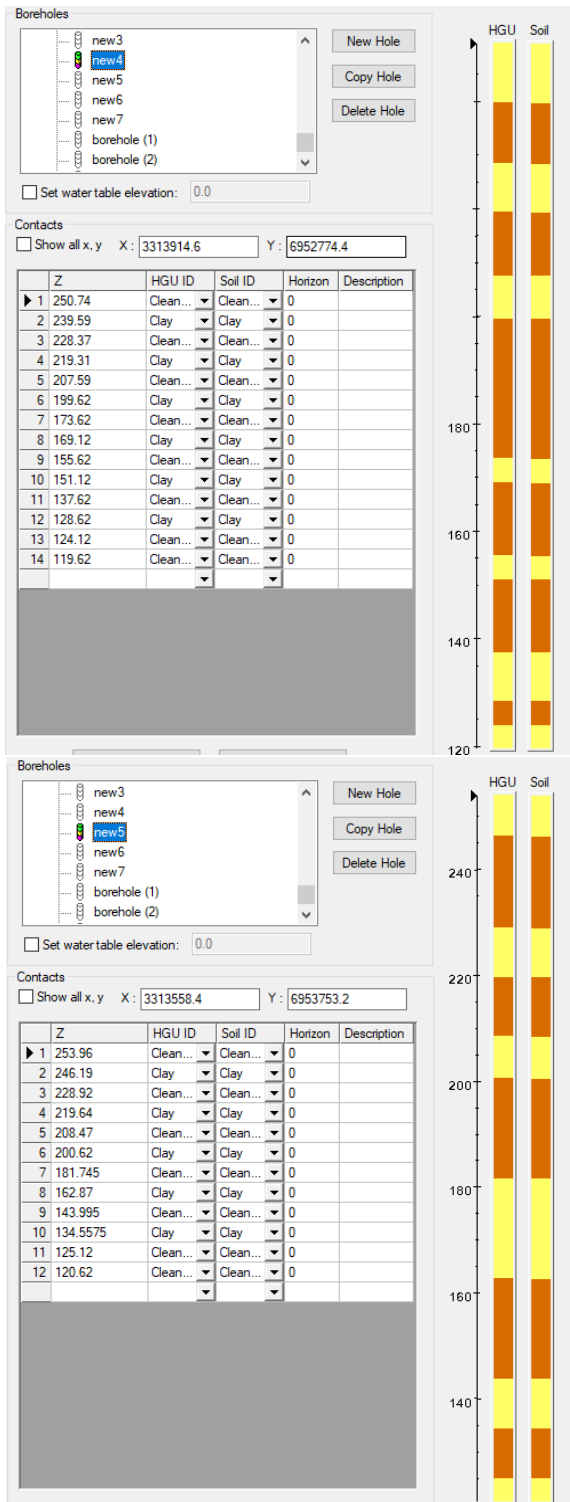 Boreholes
HGU Soil
new3
New Hole
new4
new5
Copy Hole
new6
new7
Delete Hole
borehole (1)
borehole (2)
Set water table elevation: 0.0
Contacts
Show all x, y X : 3313914.6 Y : 6952774.4
Z HGU ID Soil ID Horizon Description
1 250.74 Clean... Clean... 0
2 239.59 Clay Clay 0
3 228.37 Clean... Clean... 0
4 219.31 Clay Clay 0
5 207.59 Clean... Clean... 0
6 199.62 Clay Clay 0
7 173.62 Clean... Clean... 0
8 169.12 Clay Clay 0
9 155.62 Clean... Clean... 0
10 151.12 Clay Clay 0
11 137.62 Clean... Clean... 0
12 128.62 Clay Clay 0
13 124.12 Clean... Clean... 0
14 119.62 Clean... Clean... 0
180
160
140
120
Boreholes
HGU Soil
new3
New Hole
new4
new5
Copy Hole
new6
new7
Delete Hole
borehole (1)
borehole (2)
Set water table elevation: 0.0
Contacts
Show all x, y X : 3313558.4 Y : 6953753.2
Z HGU ID Soil ID Horizon Description
1 253.96 Clean... Clean... 0
2 246.19 Clay Clay 0
3 228.92 Clean... Clean... 0
4 219.64 Clay Clay 0
5 208.47 Clean... Clean... 0
6 200.62 Clay Clay 0
7 181.745 Clean... Clean... 0
8 162.87 Clay Clay 0
9 143.995 Clean... Clean... 0
10 134.5575 Clay Clay 0
11 125.12 Clean... Clean... 0
12 120.62 Clean... Clean... 0
240
220
200
180
160
140